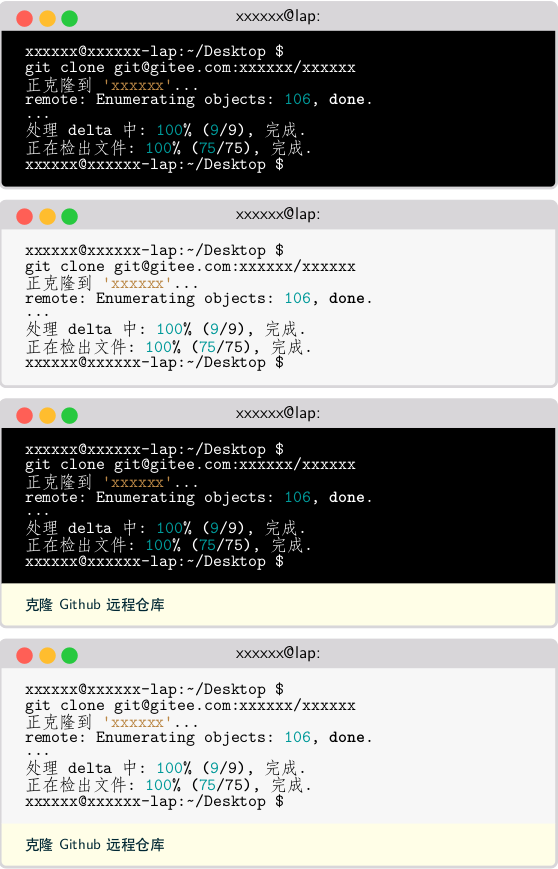 xxxxxx@lap:
xxxxxx@xxxxxx-lap:~/Desktop $
git clone git@gitee.com:xxxxxx/xxxxxx
正克隆到 'xxxxxx'...
remote: Enumerating objects: 106, done.
...
处理 delta 中: 100% (9/9), 完成.
正在检出文件: 100% (75/75), 完成.
xxxxxx@xxxxxx-lap:~/Desktop $
xxxxxx@lap:
xxxxxx@xxxxxx-lap:~/Desktop $
git clone git@gitee.com:xxxxxx/xxxxxx
正克隆到 'xxxxxx'...
remote: Enumerating objects: 106, done.
...
处理 delta 中: 100% (9/9), 完成.
正在检出文件: 100% (75/75), 完成.
xxxxxx@xxxxxx-lap:~/Desktop $
xxxxxx@lap:
xxxxxx@xxxxxx-lap:~/Desktop $
git clone git@gitee.com:xxxxxx/xxxxxx
正克隆到 'xxxxxx'...
remote: Enumerating objects: 106, done.
...
处理 delta 中: 100% (9/9), 完成.
正在检出文件: 100% (75/75), 完成.
xxxxxx@xxxxxx-lap:~/Desktop $
克隆 Github 远程仓库
xxxxxx@lap:
xxxxxx@xxxxxx-lap:~/Desktop $
git clone git@gitee.com:xxxxxx/xxxxxx
正克隆到 'xxxxxx'...
remote: Enumerating objects: 106, done.
...
处理 delta 中: 100% (9/9), 完成.
正在检出文件: 100% (75/75), 完成.
xxxxxx@xxxxxx-lap:~/Desktop $
克隆 Github 远程仓库